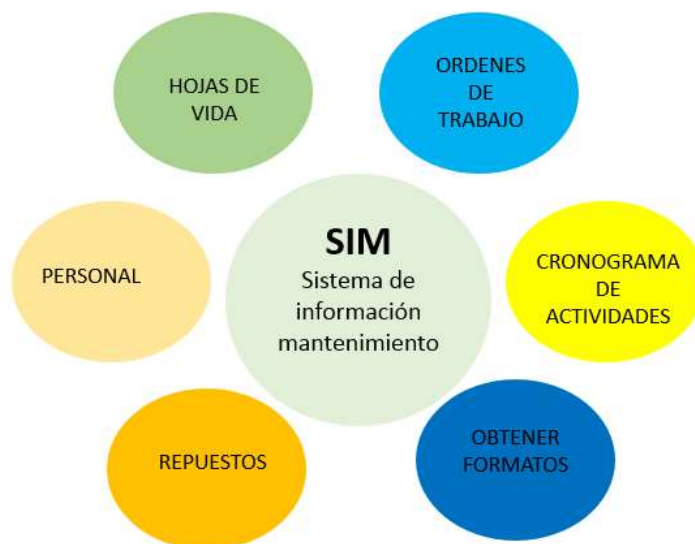 HOJAS DE
VIDA
ORDENES
DE
TRABAJO
SIM
Sistema de
información
mantenimiento
PERSONAL
CRONOGRAMA
DE
ACTIVIDADES
REPUESTOS
OBTENER
FORMATOS